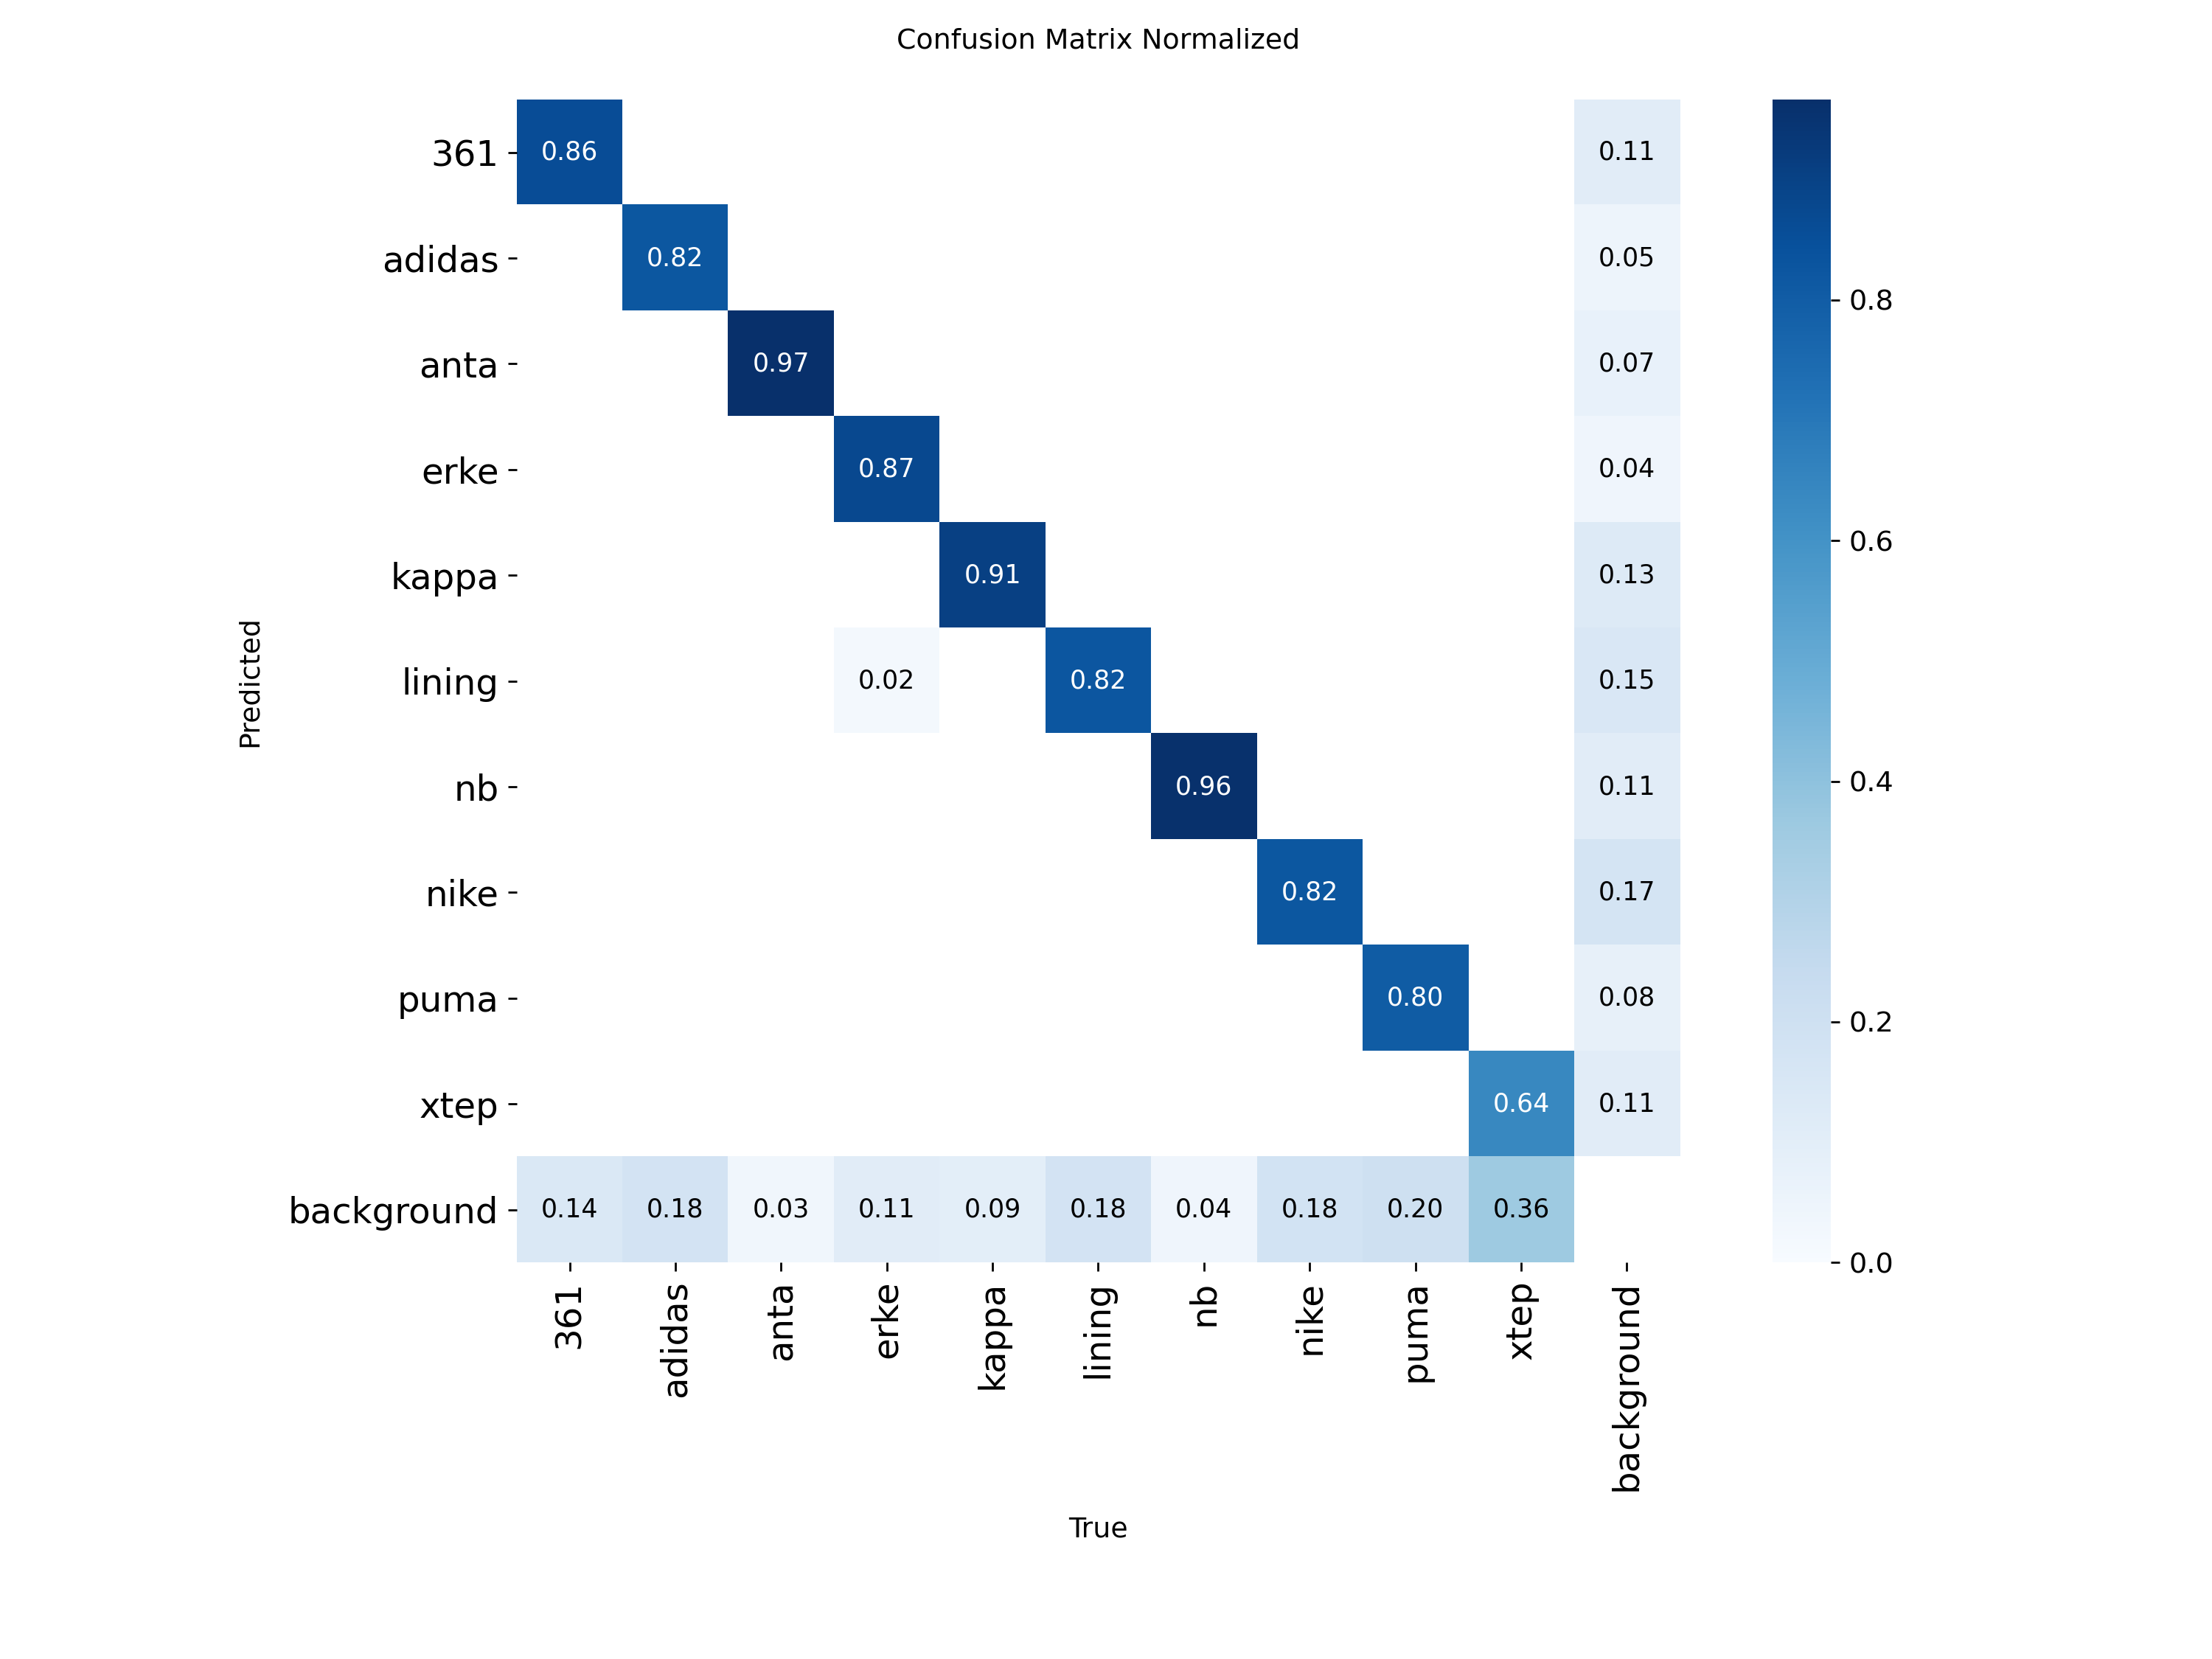 Confusion Matrix Normalized
361 0.86 0.11
adidas 0.82 0.05
anta 0.97 0.07
erke 0.87 0.04
kappa 0.91 0.13
lining 0.02 0.82 0.15
nb 0.96 0.11
nike 0.82 0.17
puma 0.80 0.08
xtep 0.64 0.11
background 0.14 0.18 0.03 0.11 0.09 0.18 0.04 0.18 0.20 0.36
361 adidas anta erke kappa lining nb nike puma xtep background
True
Predicted
0.8
0.6
0.4
0.2
0.0